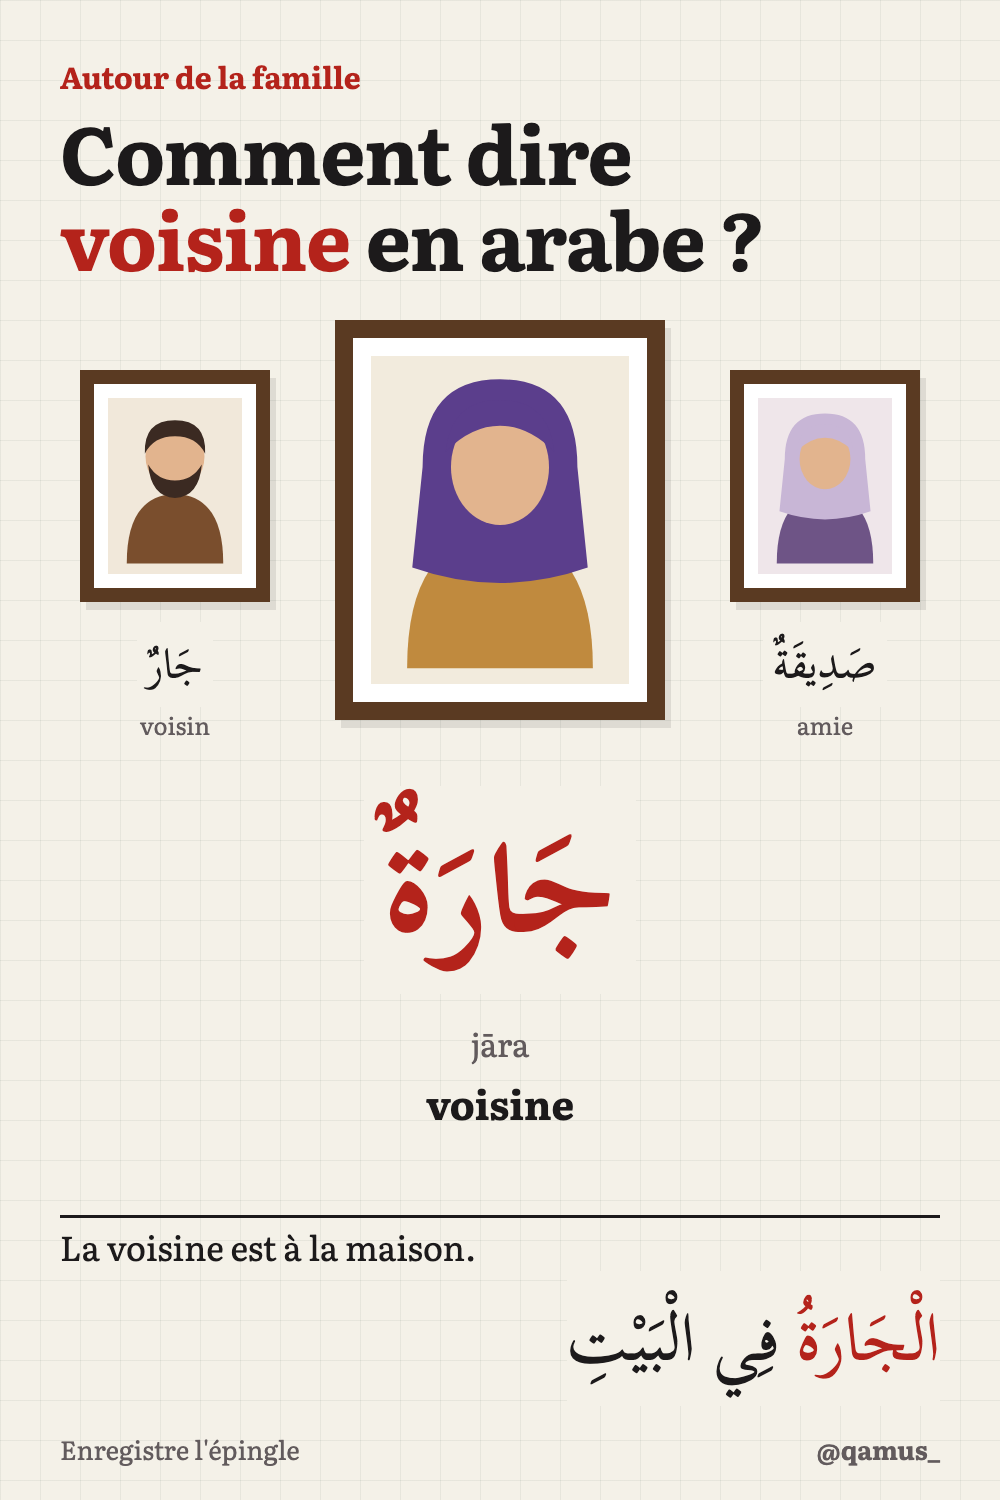 Autour de la famille
Comment dire
voisine en arabe ?
جَارٌ
voisin
صَدِيقَةٌ
amie
جَارَةٌ
jāra
voisine
La voisine est à la maison.
الْجَارَةُ فِي الْبَيْتِ
Enregistre l'épingle
@qamus_